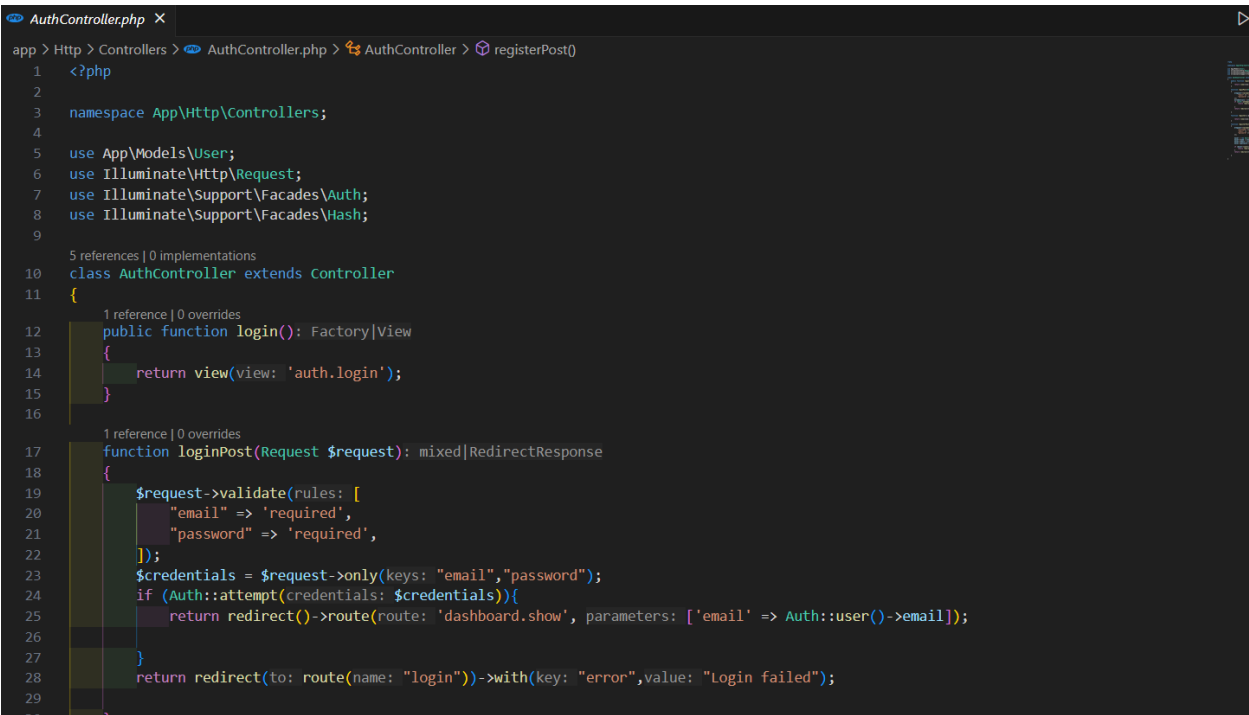 AuthController.php
app > Http > Controllers > AuthController.php > AuthController > registerPost()
1 <?php
2
3 namespace App\Http\Controllers;
4
5 use App\Models\User;
6 use Illuminate\Http\Request;
7 use Illuminate\Support\Facades\Auth;
8 use Illuminate\Support\Facades\Hash;
9
5 references | 0 implementations
10 class AuthController extends Controller
11 {
1 reference | 0 overrides
12 public function login(): Factory|View
13 {
14 return view(view: 'auth.login');
15 }
16
1 reference | 0 overrides
17 function loginPost(Request $request): mixed|RedirectResponse
18 {
19 $request->validate(rules: [
20 "email" => 'required',
21 "password" => 'required',
22 ]);
23 $credentials = $request->only(keys: "email","password");
24 if (Auth::attempt(credentials: $credentials)){
25 return redirect()->route(route: 'dashboard.show', parameters: ['email' => Auth::user()->email]);
26
27 }
28 return redirect(to: route(name: "login"))->with(key: "error",value: "Login failed");
29